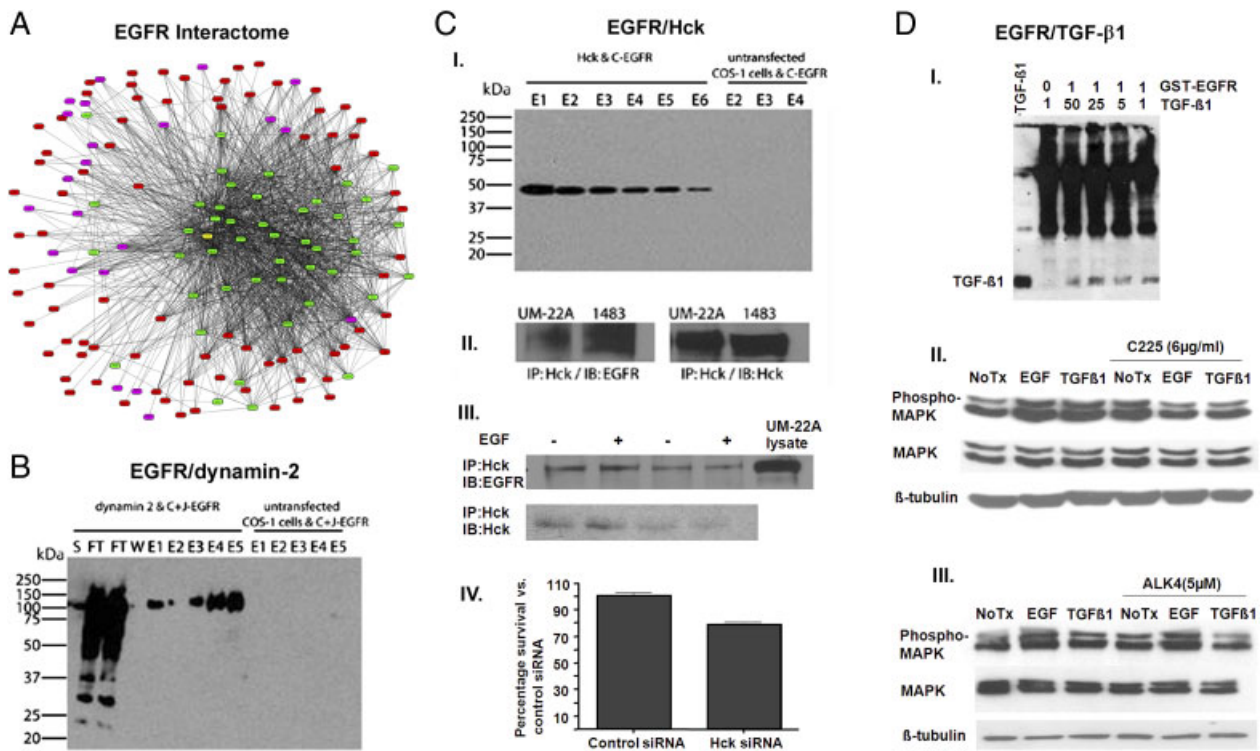 A
EGFR Interactome
B
EGFR/dynamin-2
dynamin 2 & C+J-EGFR
untransfected
COS-1 cells & C+J-EGFR
kDa
S FT FT W E1 E2 E3 E4 E5 E1 E2 E3 E4 E5
250
150
100
75
50
37
25
20
C
EGFR/Hck
I.
Hck & C-EGFR
untransfected
COS-1 cells & C-EGFR
kDa
E1 E2 E3 E4 E5 E6 E2 E3 E4
250
150
100
75
50
37
25
20
II.
UM-22A 1483
UM-22A 1483
IP:Hck / IB:EGFR
IP:Hck / IB:Hck
III.
EGF - + - +
UM-22A
lysate
IP:Hck
IB:EGFR
IP:Hck
IB:Hck
IV.
Percentage survival vs.
control siRNA
110
90
70
50
30
10
Control siRNA
Hck siRNA
D
EGFR/TGF-β1
I.
TGF-ß1
0 1 1 1 1 GST-EGFR
1 50 25 5 1 TGF-ß1
TGF-ß1
II.
C225 (6µg/ml)
NoTx EGF TGFß1 NoTx EGF TGFß1
Phospho-
MAPK
MAPK
ß-tubulin
III.
ALK4(5µM)
NoTx EGF TGFß1 NoTx EGF TGFß1
Phospho-
MAPK
MAPK
ß-tubulin